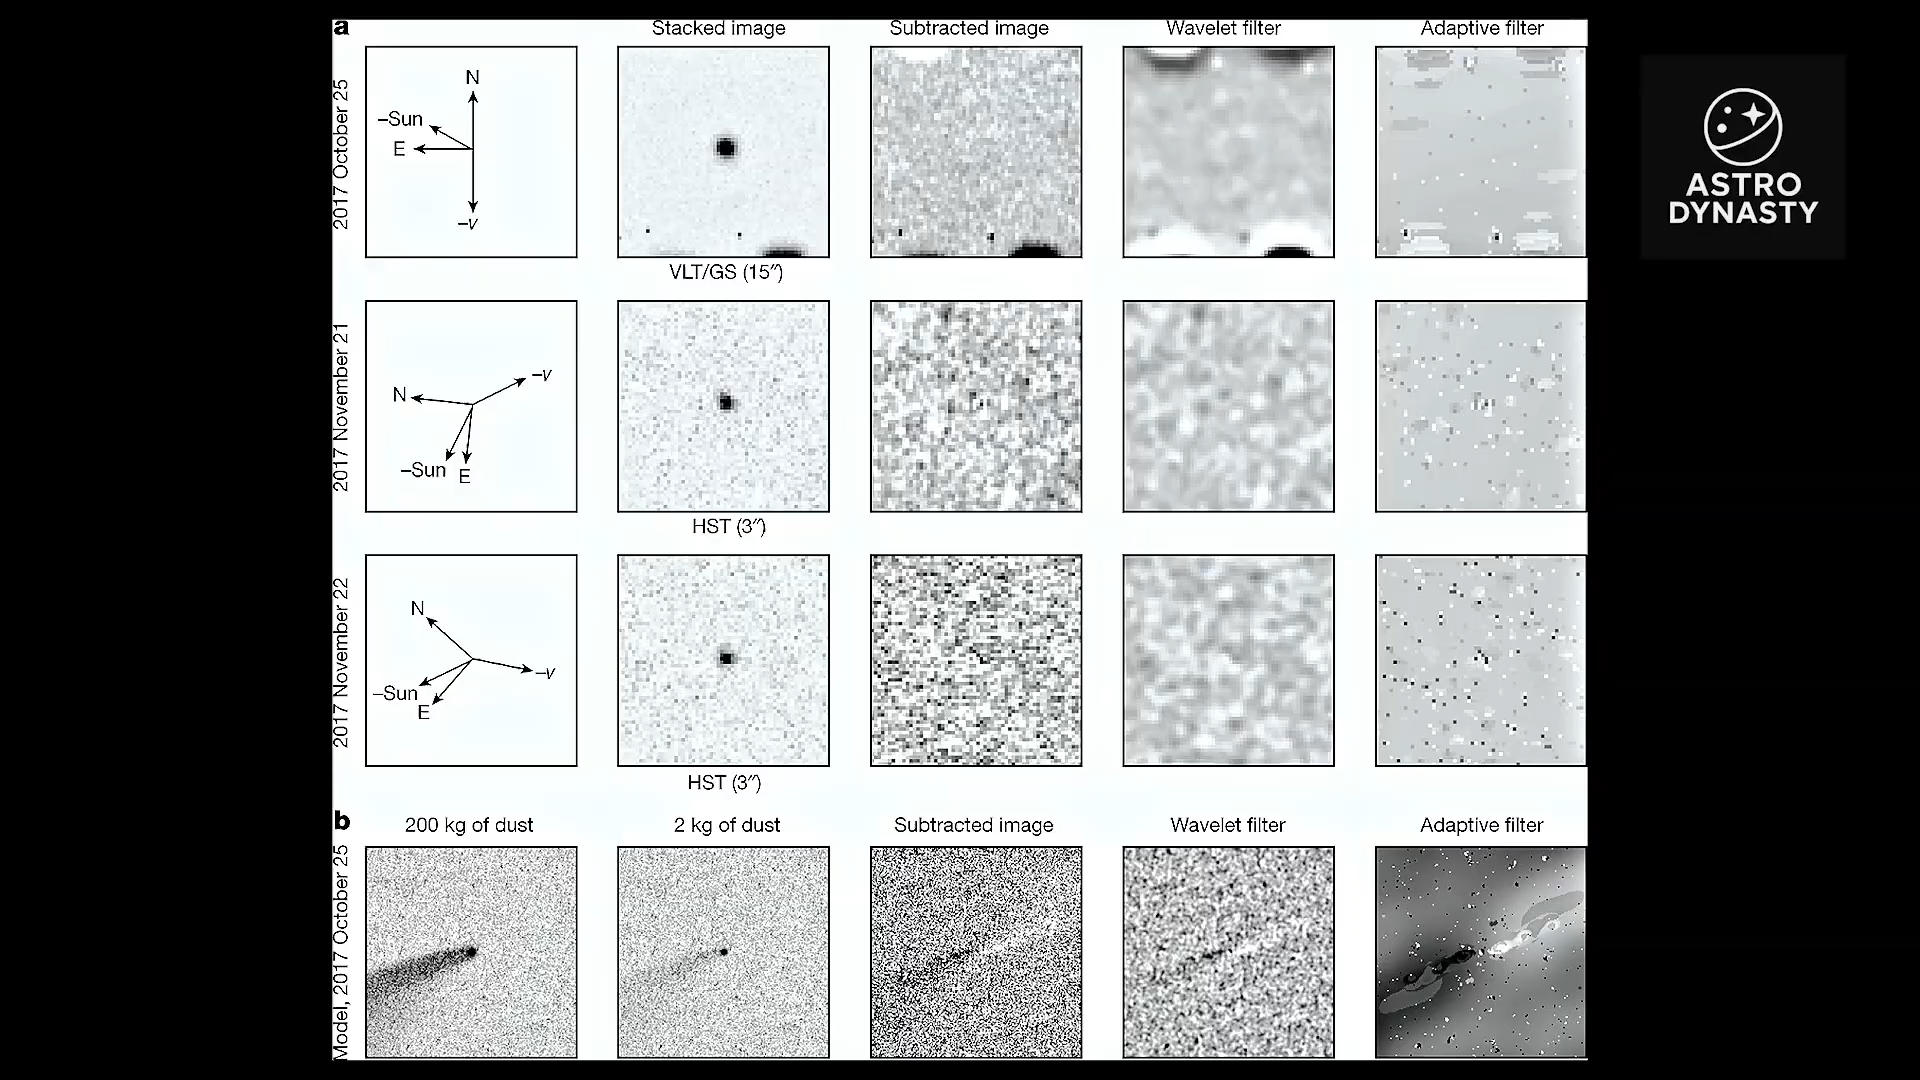 a
Stacked image
Subtracted image
Wavelet filter
Adaptive filter
2017 October 25
N
–Sun
E
–v
VLT/GS (15″)
2017 November 21
–v
N
–Sun
E
HST (3″)
2017 November 22
N
–v
–Sun
E
HST (3″)
b
200 kg of dust
2 kg of dust
Subtracted image
Wavelet filter
Adaptive filter
Model, 2017 October 25
ASTRO
DYNASTY